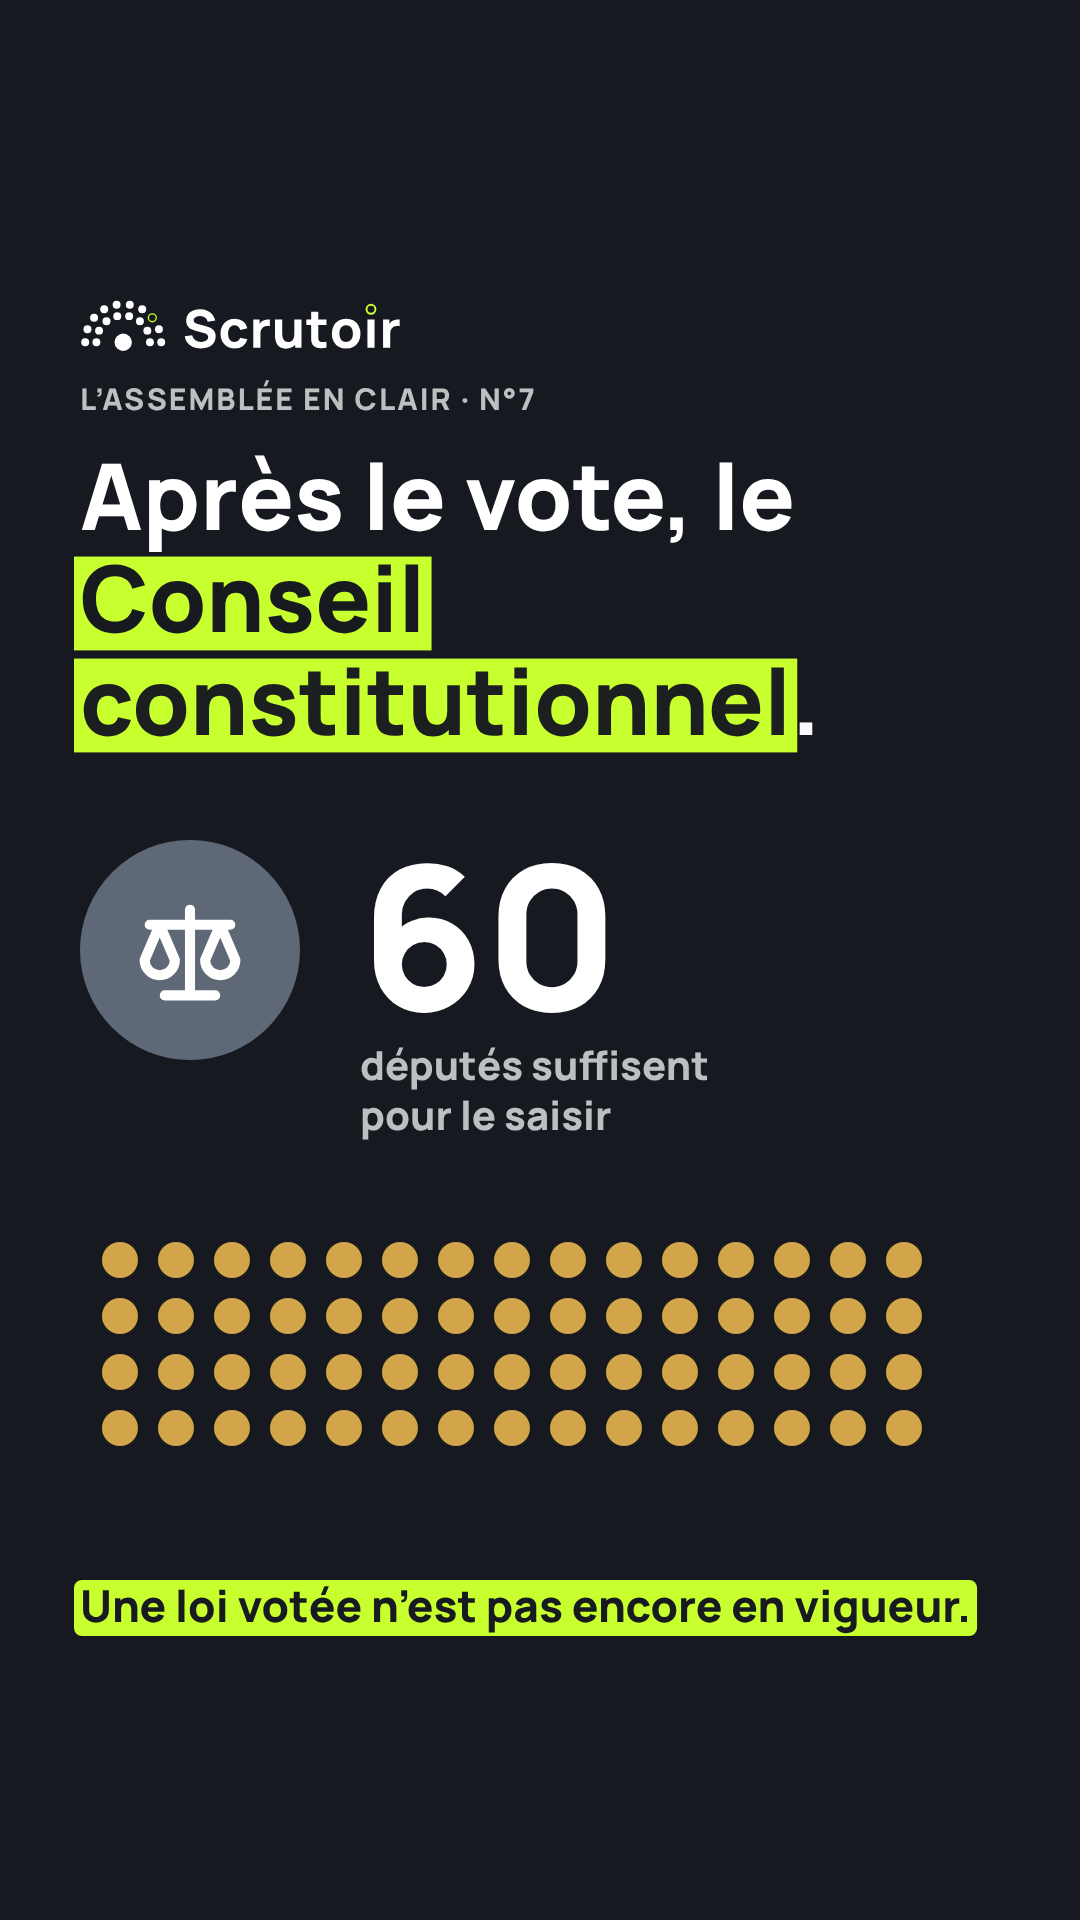 Scrutoir
L’ASSEMBLÉE EN CLAIR · N°7
Après le vote, le
Conseil
constitutionnel.
60
députés suffisent
pour le saisir
Une loi votée n’est pas encore en vigueur.